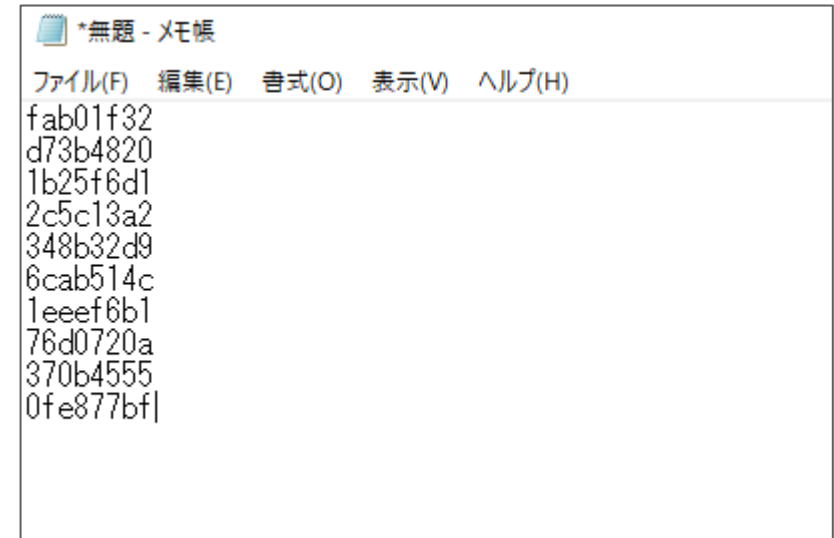 *無題 - メモ帳
ファイル(F) 編集(E) 書式(O) 表示(V) ヘルプ(H)
fab01f32
d73b4820
1b25f6d1
2c5c13a2
348b32d9
6cab514c
1eeef6b1
76d0720a
370b4555
0fe877bf